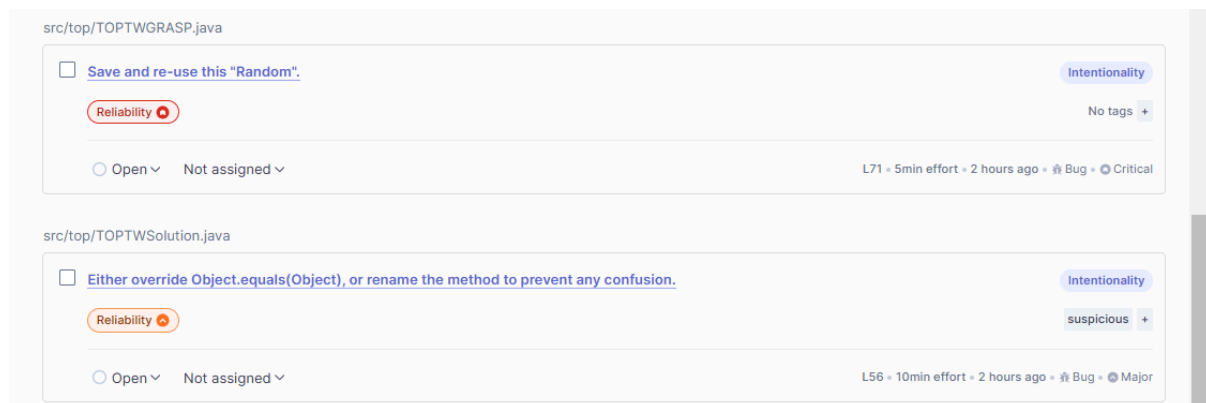 src/top/TOPTWGRASP.java
Save and re-use this "Random". Intentionality
Reliability No tags +
Open Not assigned L71 • 5min effort • 2 hours ago • Bug • Critical
src/top/TOPTWSolution.java
Either override Object.equals(Object), or rename the method to prevent any confusion. Intentionality
Reliability suspicious +
Open Not assigned L56 • 10min effort • 2 hours ago • Bug • Major